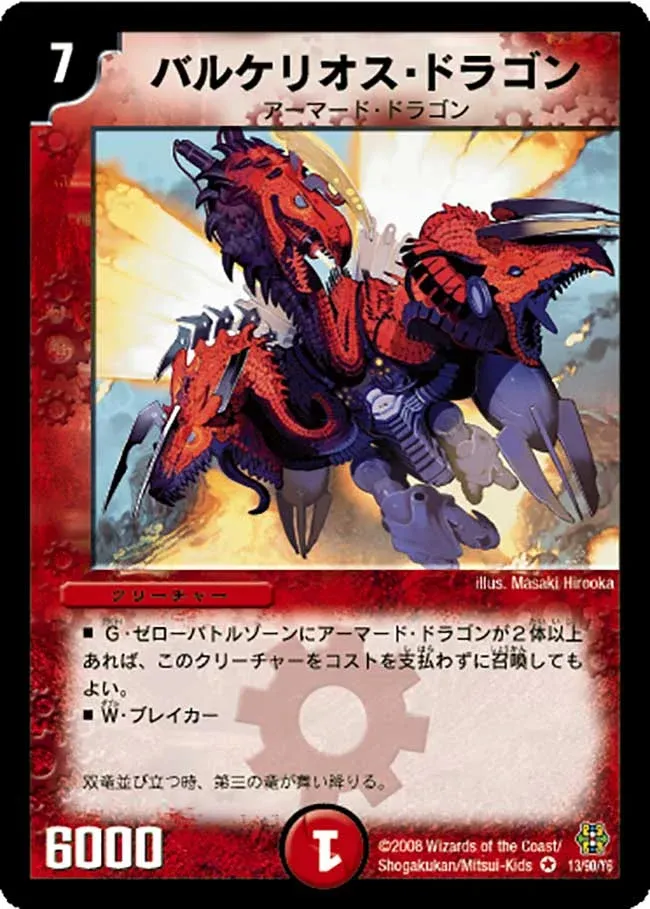 7
バルケリオス・ドラゴン
アーマード・ドラゴン
illus. Masaki Hirooka
クリーチャー
■ G・ゼローバトルゾーンにアーマード・ドラゴンが2体以上
あれば、このクリーチャーをコストを支払わずに召喚しても
よい。
■ W・ブレイカー
双竜並び立つ時、第三の竜が舞い降りる。
6000
1
©2008 Wizards of the Coast/
Shogakukan/Mitsui-Kids
13/90/Y6